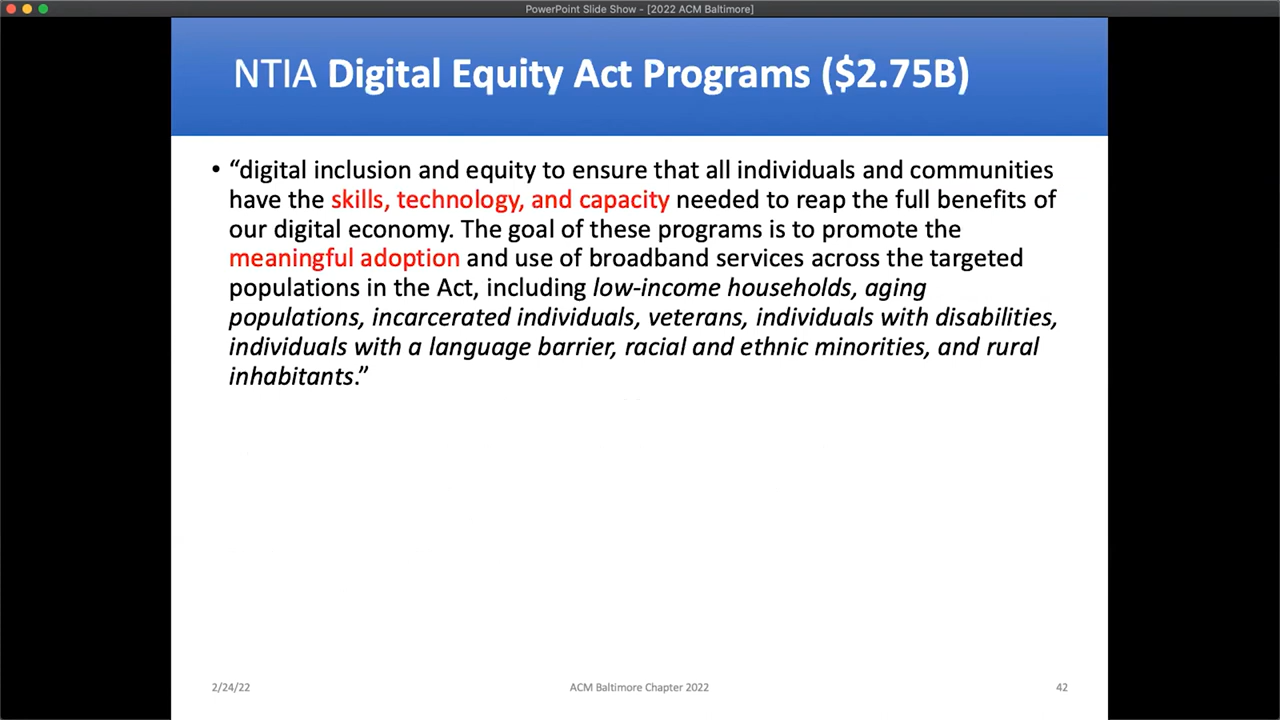 PowerPoint Slide Show - [2022 ACM Baltimore]
NTIA Digital Equity Act Programs ($2.75B)
• “digital inclusion and equity to ensure that all individuals and communities
have the skills, technology, and capacity needed to reap the full benefits of
our digital economy. The goal of these programs is to promote the
meaningful adoption and use of broadband services across the targeted
populations in the Act, including low-income households, aging
populations, incarcerated individuals, veterans, individuals with disabilities,
individuals with a language barrier, racial and ethnic minorities, and rural
inhabitants.”
2/24/22
ACM Baltimore Chapter 2022
42